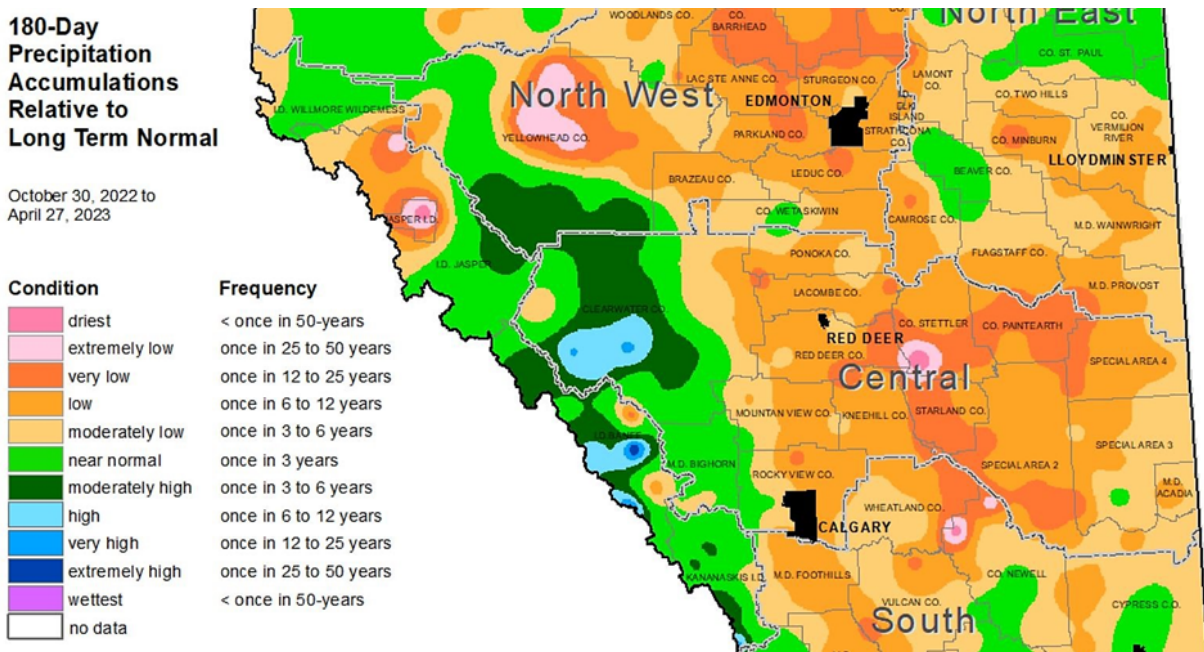 180-Day
Precipitation
Accumulations
Relative to
Long Term Normal
October 30, 2022 to
April 27, 2023
Condition Frequency
driest < once in 50-years
extremely low once in 25 to 50 years
very low once in 12 to 25 years
low once in 6 to 12 years
moderately low once in 3 to 6 years
near normal once in 3 years
moderately high once in 3 to 6 years
high once in 6 to 12 years
very high once in 12 to 25 years
extremely high once in 25 to 50 years
wettest < once in 50-years
no data
North East
WOODLANDS CO.
CO.
BARRHEAD
CO. ST. PAUL
LAC STE ANNE CO.
STURGEON CO.
LAMONT
CO.
North West
EDMONTON
CO. TWO HILLS
I.D. WILLMORE WILDERNESS
I.D.
ELK
ISLAND
CO.
VERMILION
RIVER
YELLOWHEAD CO.
PARKLAND CO.
STRATHCONA
CO.
CO. MINBURN
LLOYDMINSTER
BRAZEAU CO.
LEDUC CO.
BEAVER CO.
JASPER I.D.
CO. WETASKIWIN
CAMROSE CO.
M.D. WAINWRIGHT
I.D. JASPER
PONOKA CO.
FLAGSTAFF CO.
LACOMBE CO.
M.D. PROVOST
CLEARWATER CO.
CO. STETTLER
CO. PAINTEARTH
RED DEER
RED DEER CO.
SPECIAL AREA 4
Central
MOUNTAN VIEW CO.
KNEEHILL CO.
STARLAND CO.
I.D. BANFF
SPECIAL AREA 3
M.D. BIGHORN
ROCKY VIEW CO.
SPECIAL AREA 2
M.D.
ACADIA
WHEATLAND CO.
CALGARY
KANANASKIS I.D.
M.D. FOOTHILLS
CO. NEWELL
VULCAN CO.
CYPRESS C.O.
South